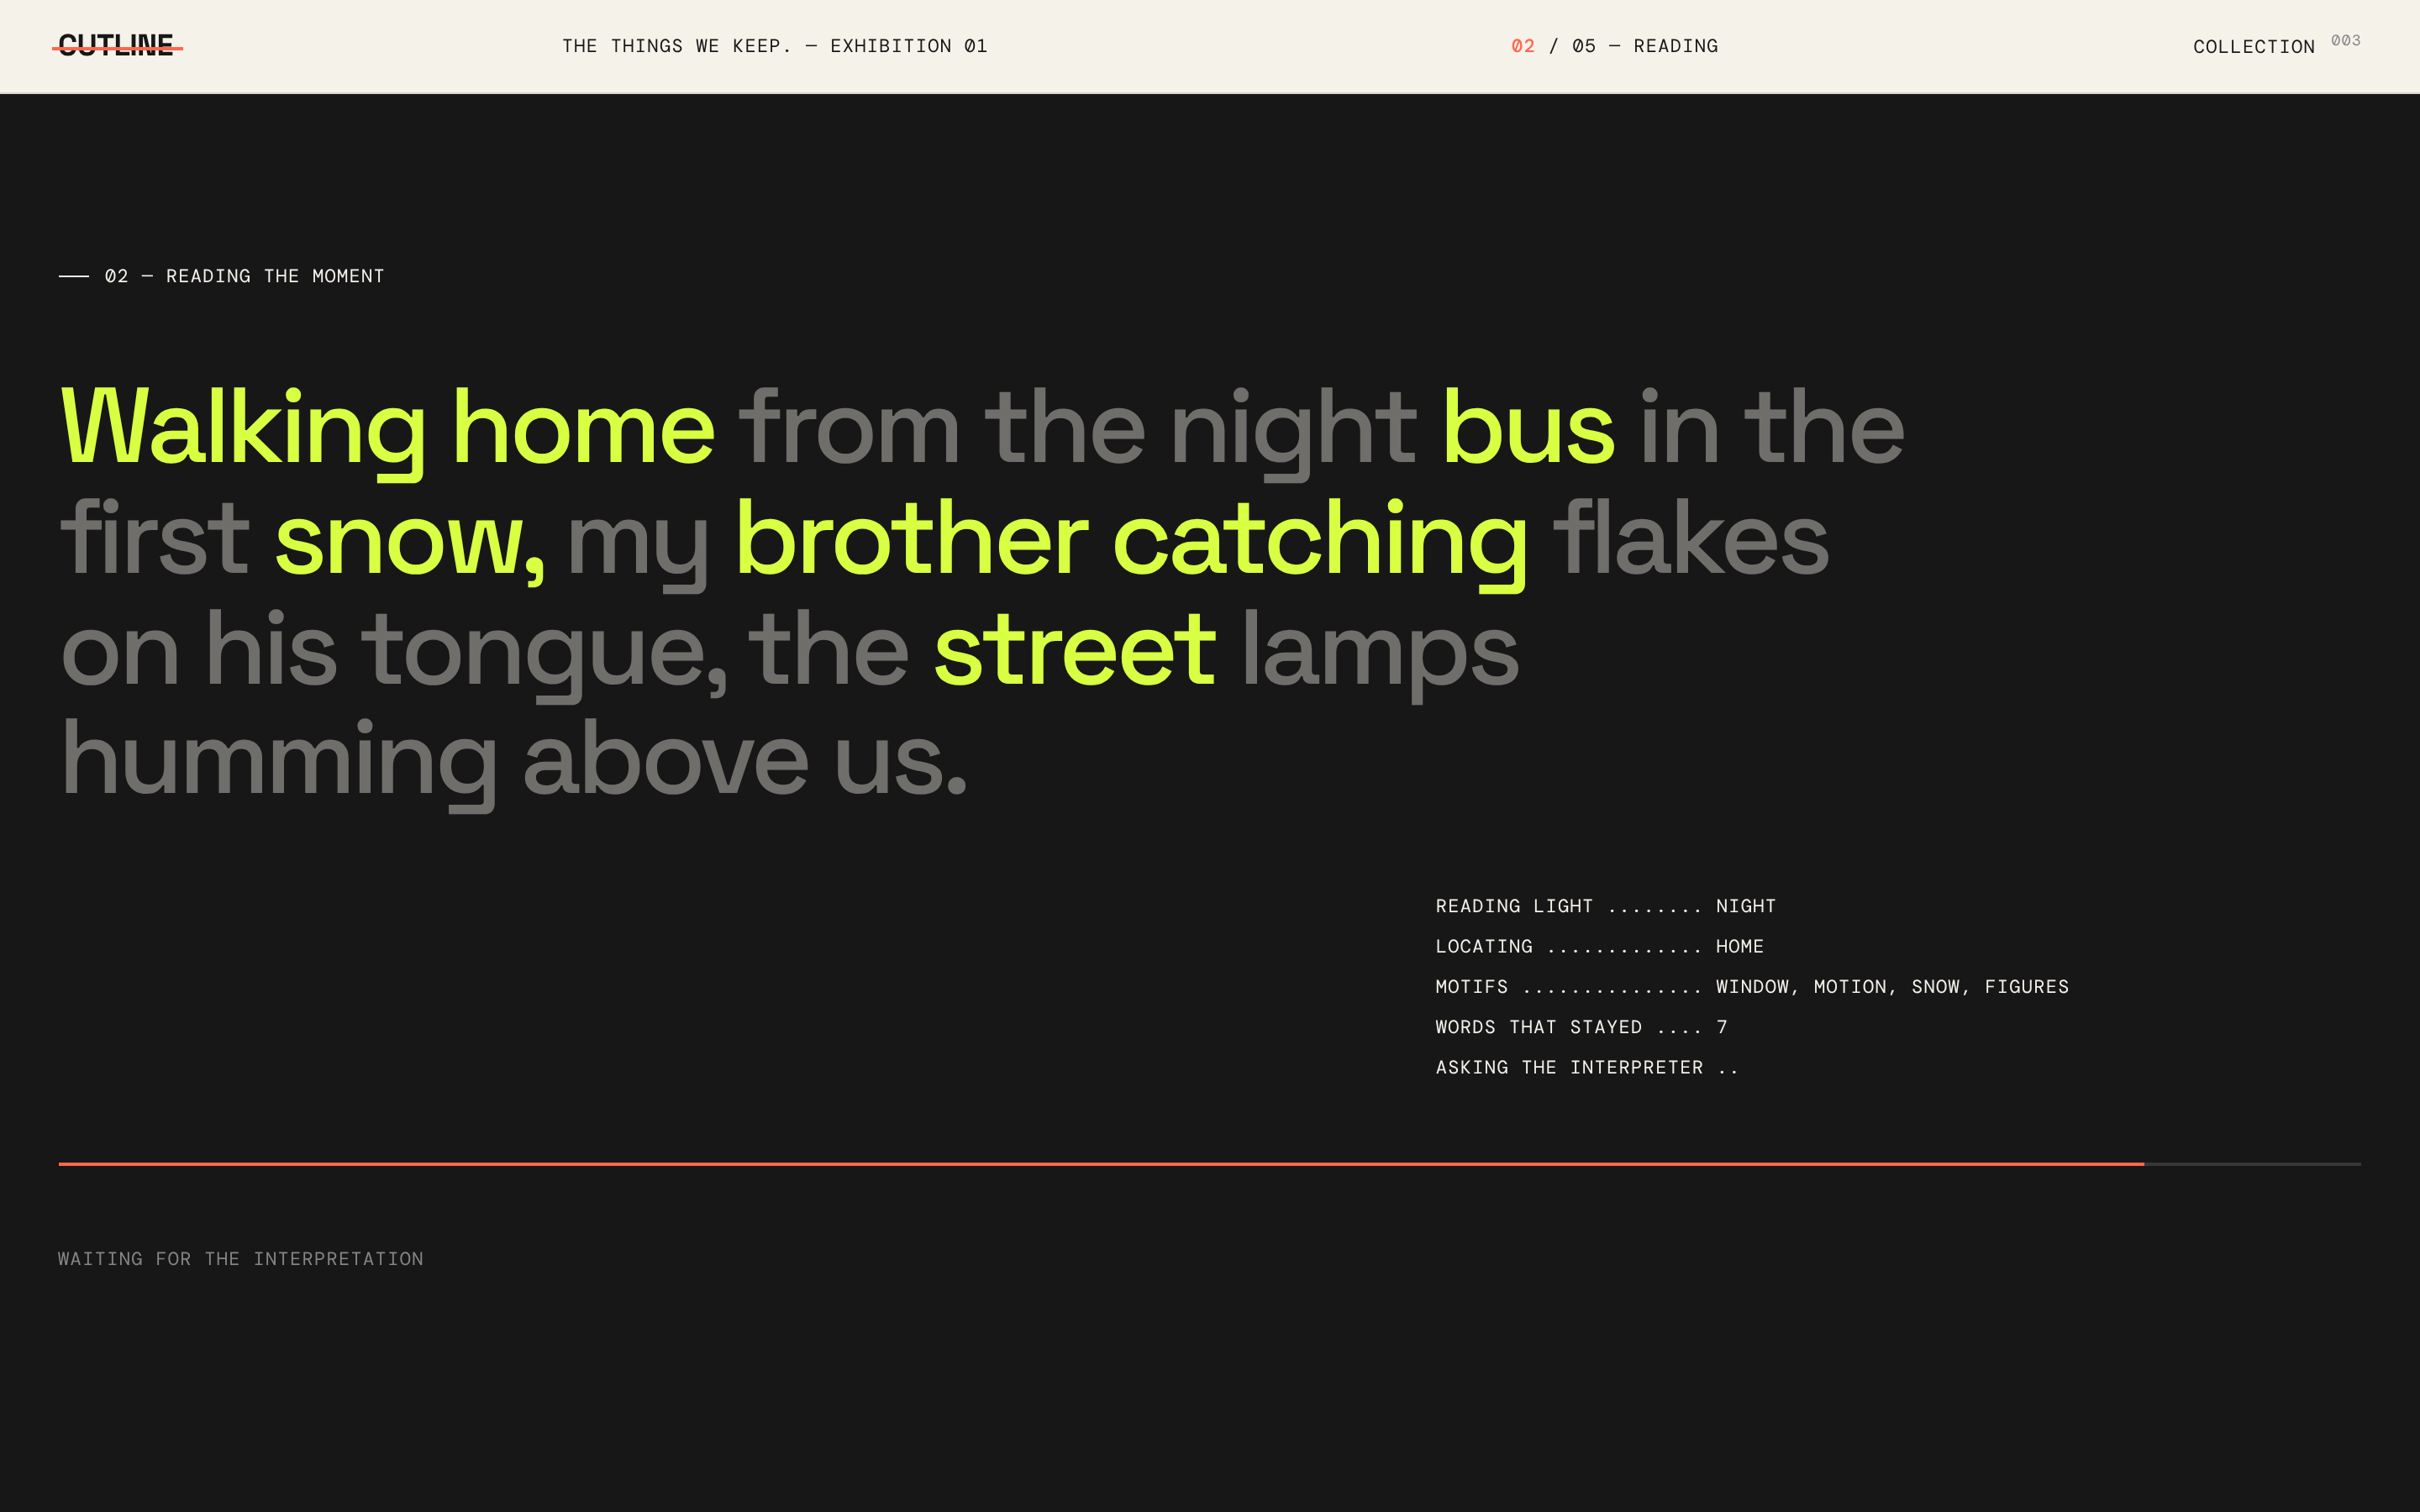 CUTLINE
THE THINGS WE KEEP. — EXHIBITION 01
02 / 05 — READING
COLLECTION 003
02 — READING THE MOMENT
Walking home from the night bus in the
first snow, my brother catching flakes
on his tongue, the street lamps
humming above us.
READING LIGHT ........ NIGHT
LOCATING ............. HOME
MOTIFS ............... WINDOW, MOTION, SNOW, FIGURES
WORDS THAT STAYED .... 7
ASKING THE INTERPRETER ..
WAITING FOR THE INTERPRETATION